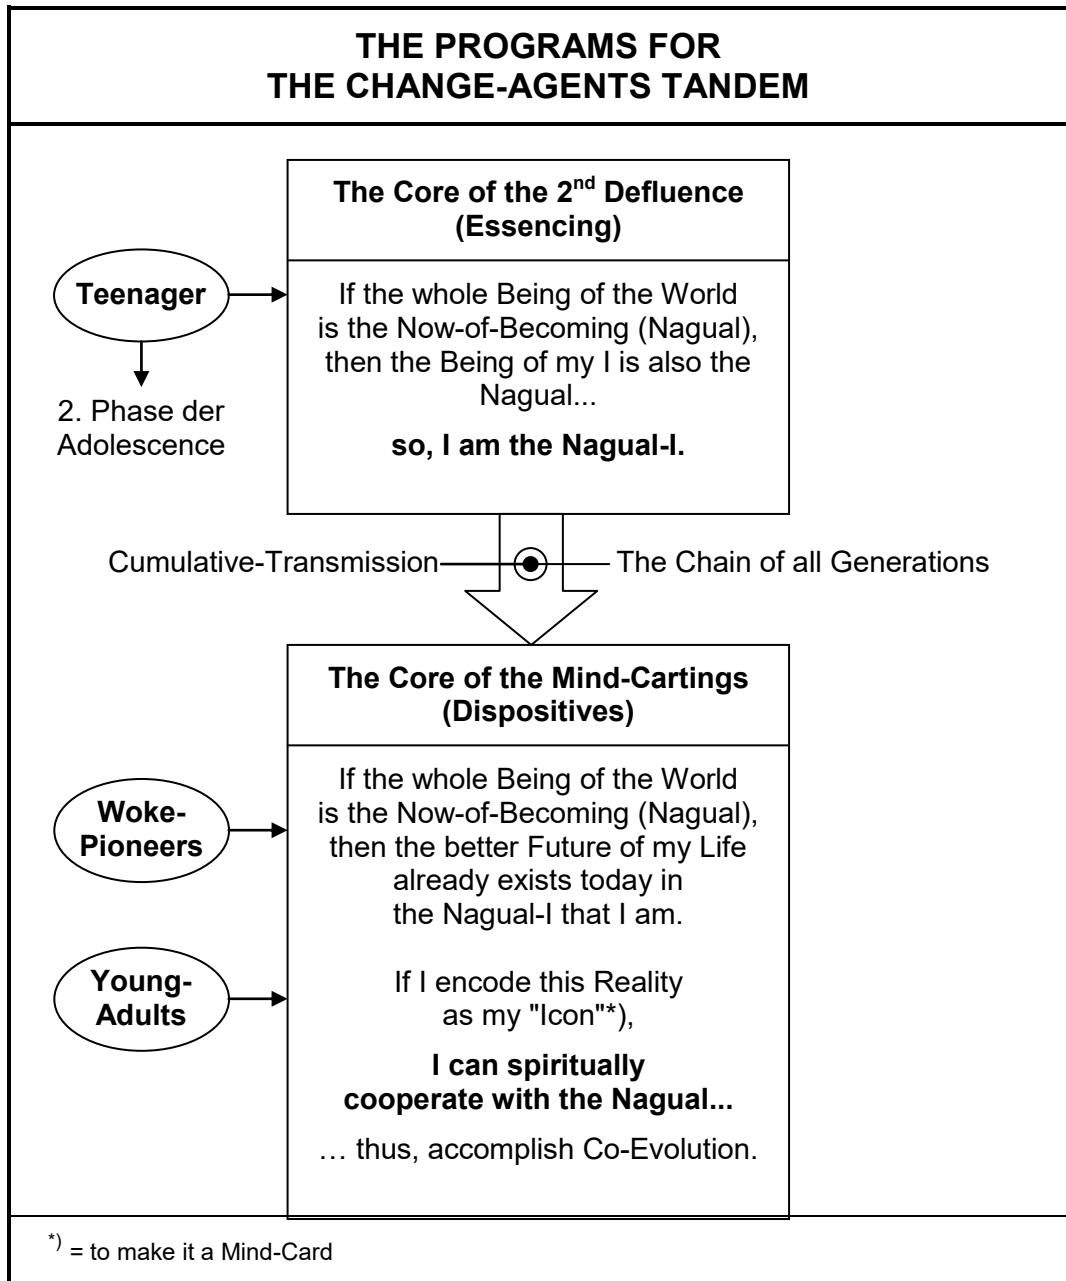 THE PROGRAMS FOR
THE CHANGE-AGENTS TANDEM
The Core of the 2nd Defluence
(Essencing)
Teenager
If the whole Being of the World
is the Now-of-Becoming (Nagual),
then the Being of my I is also the
Nagual...
so, I am the Nagual-I.
2. Phase der
Adolescence
Cumulative-Transmission
The Chain of all Generations
The Core of the Mind-Cartings
(Dispositives)
Woke-
Pioneers
If the whole Being of the World
is the Now-of-Becoming (Nagual),
then the better Future of my Life
already exists today in
the Nagual-I that I am.
Young-
Adults
If I encode this Reality
as my "Icon"*),
I can spiritually
cooperate with the Nagual...
… thus, accomplish Co-Evolution.
*) = to make it a Mind-Card